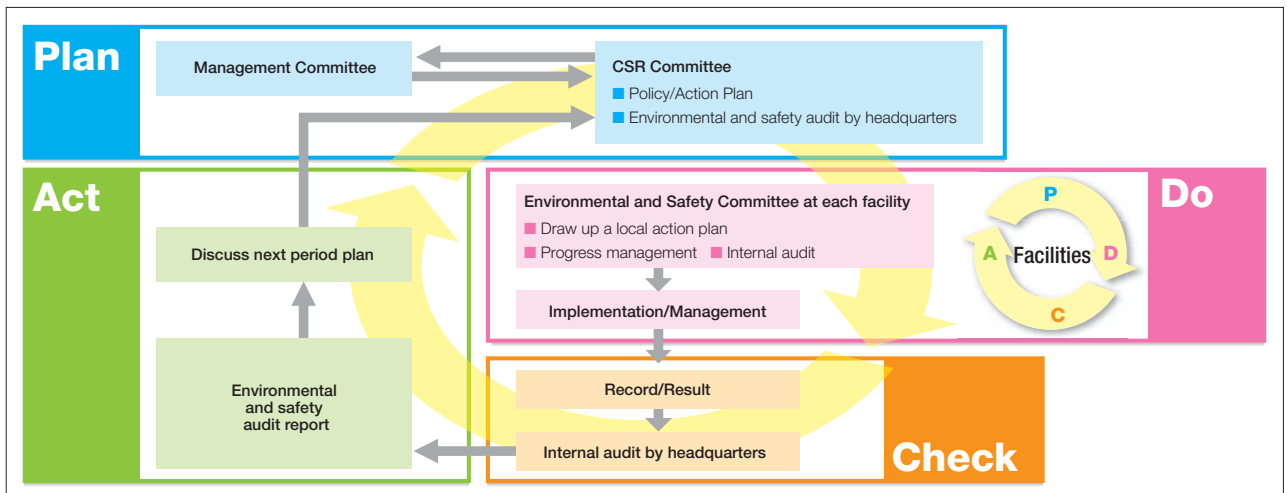 Plan
Management Committee
CSR Committee
Policy/Action Plan
Environmental and safety audit by headquarters
Act
Discuss next period plan
Environmental
and safety
audit report
Do
Environmental and Safety Committee at each facility
Draw up a local action plan
Progress management Internal audit
Implementation/Management
P
A Facilities D
C
Check
Record/Result
Internal audit by headquarters